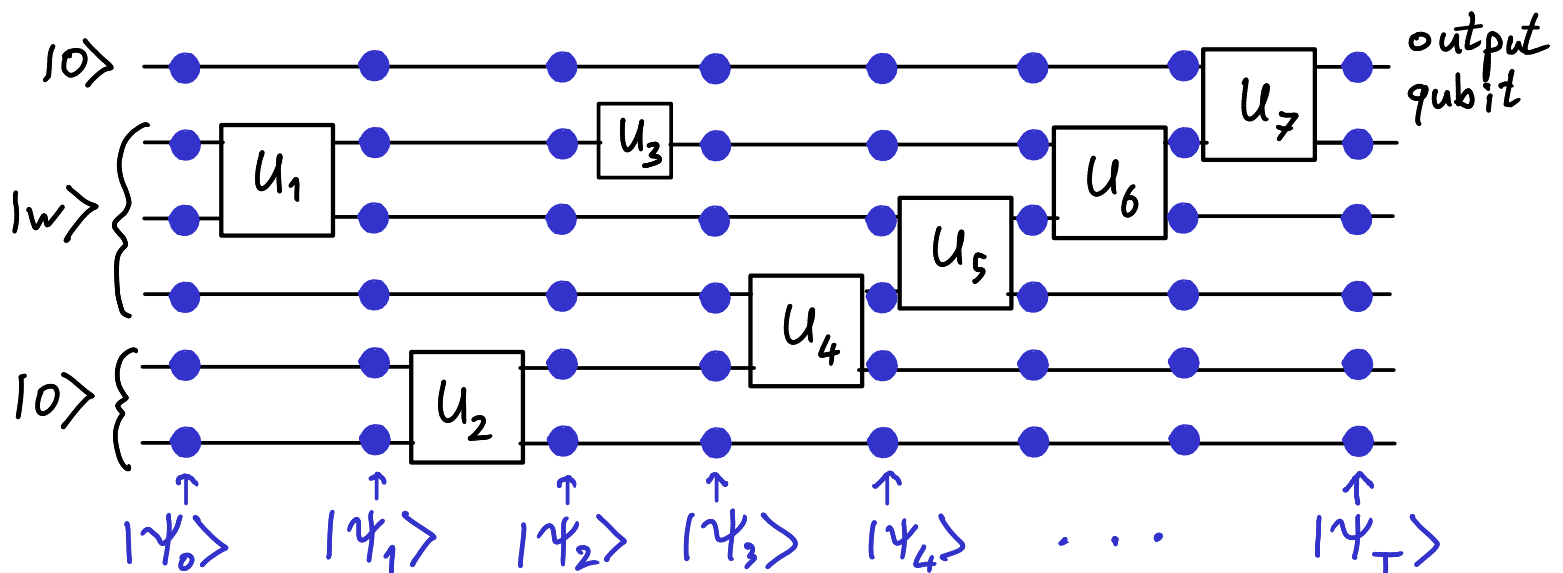 |0⟩
output
qubit
|w⟩
|0⟩
U₁
U₂
U₃
U₄
U₅
U₆
U₇
|ψ₀⟩ |ψ₁⟩ |ψ₂⟩ |ψ₃⟩ |ψ₄⟩ . . . |ψ_T⟩